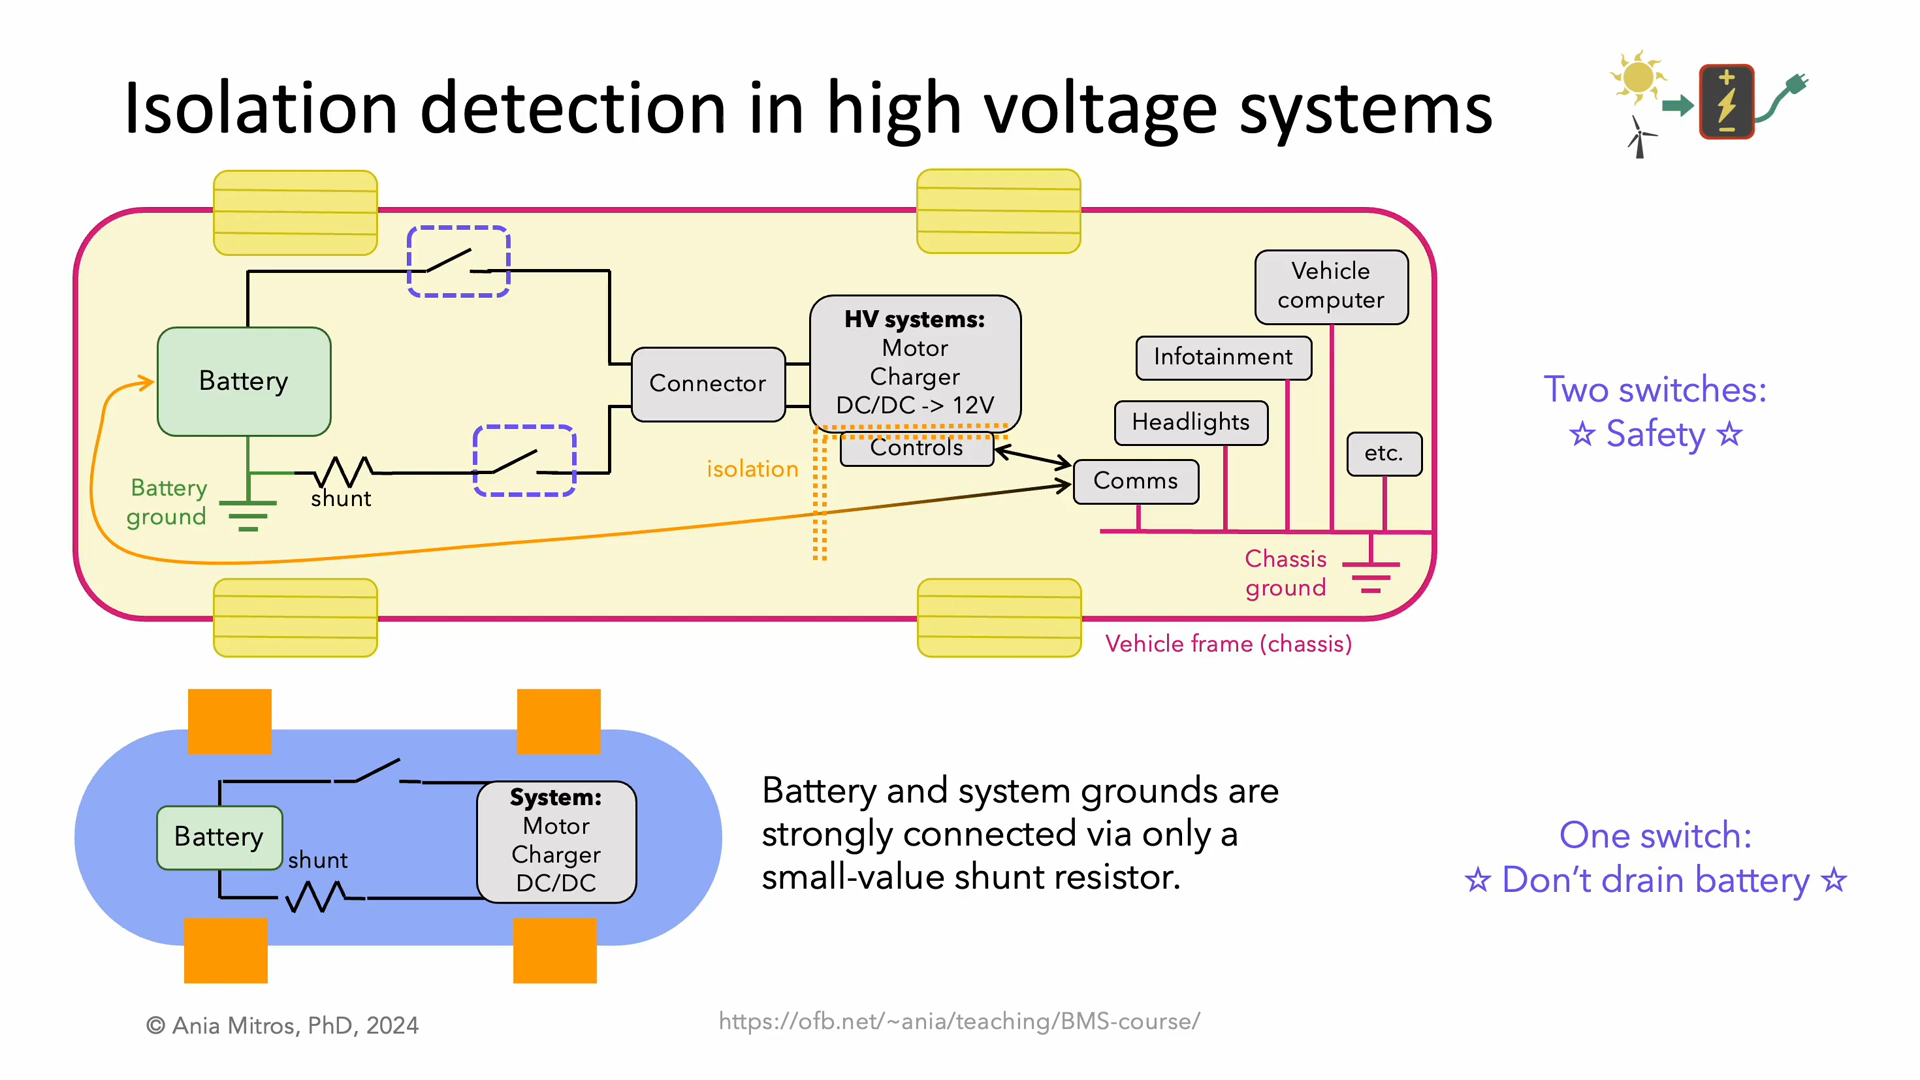 Isolation detection in high voltage systems
Battery
Battery
ground
shunt
Connector
HV systems:
Motor
Charger
DC/DC -> 12V
Controls
isolation
Vehicle
computer
Infotainment
Headlights
etc.
Comms
Chassis
ground
Vehicle frame (chassis)
Two switches:
☆ Safety ☆
Battery
shunt
System:
Motor
Charger
DC/DC
Battery and system grounds are
strongly connected via only a
small-value shunt resistor.
One switch:
☆ Don’t drain battery ☆
© Ania Mitros, PhD, 2024
https://ofb.net/~ania/teaching/BMS-course/